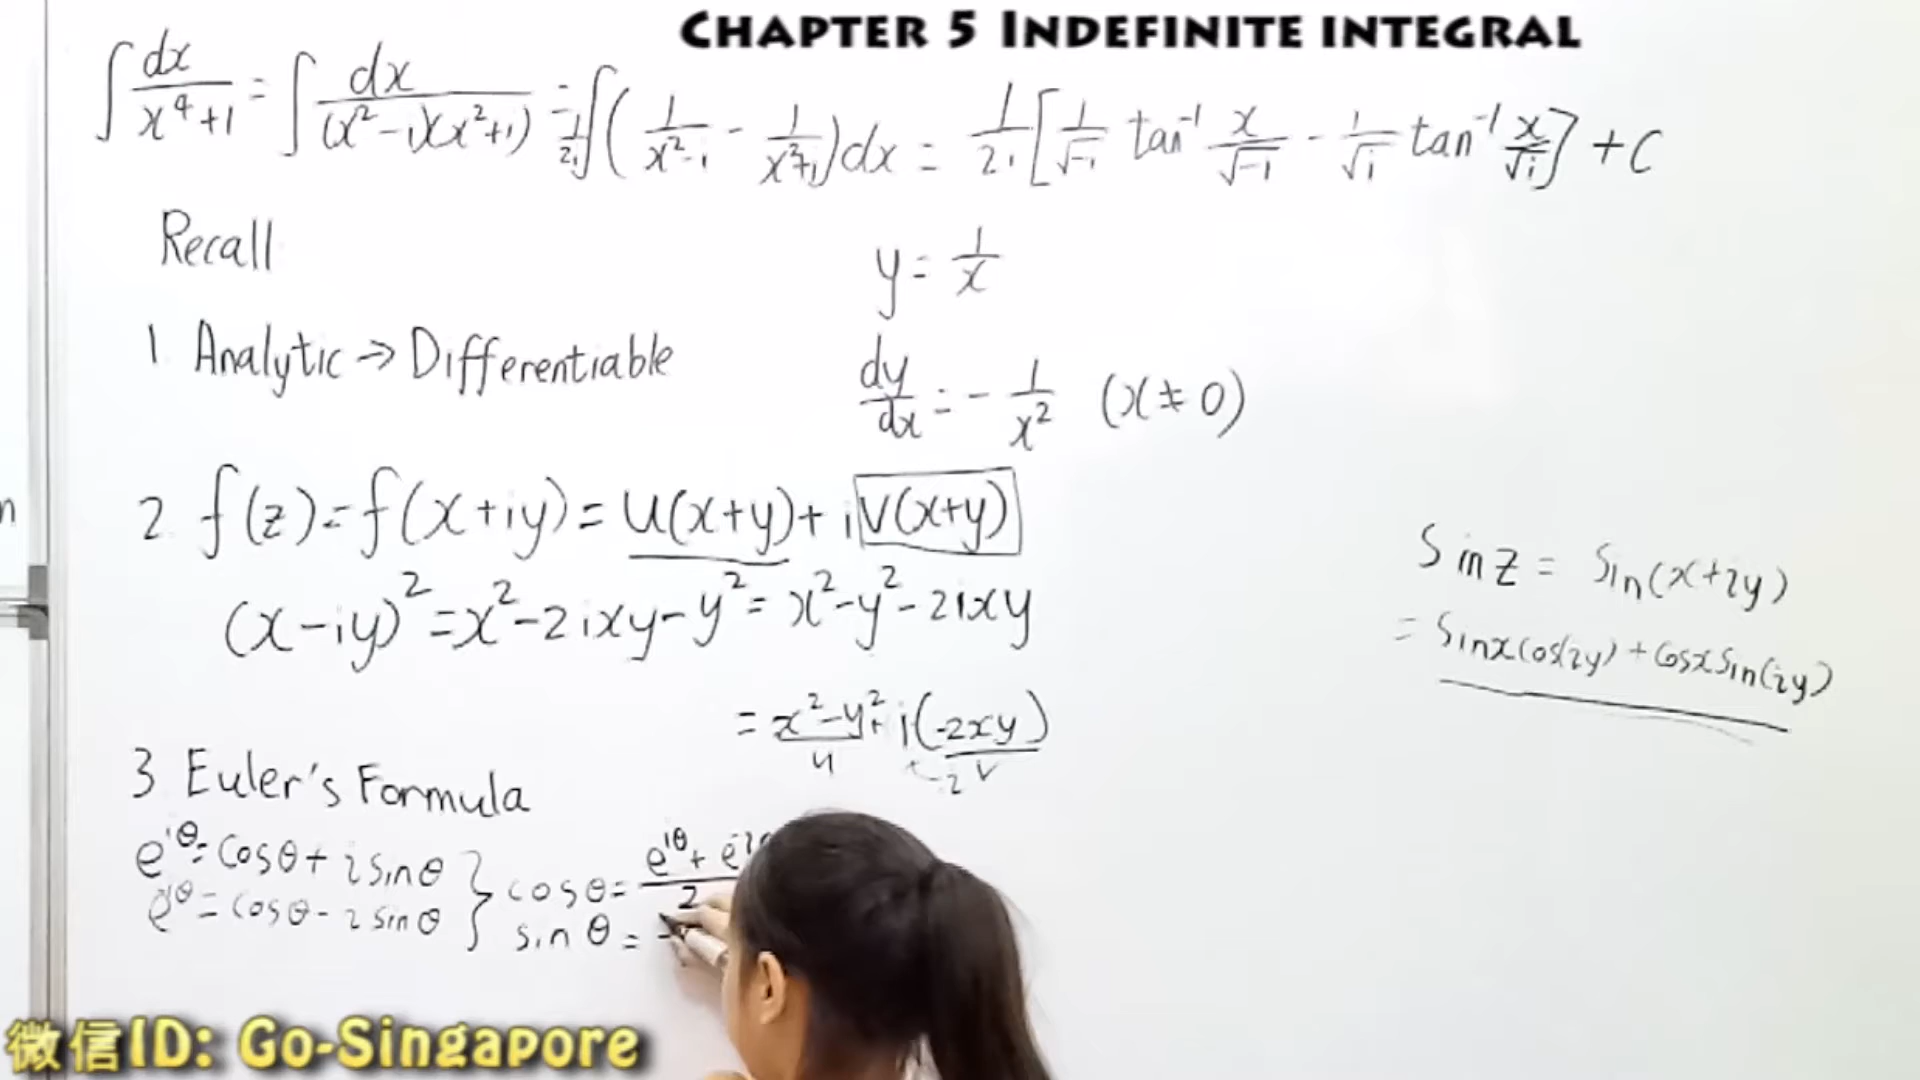 CHAPTER 5 INDEFINITE INTEGRAL
∫ dx/(x⁴+1) = ∫ dx/((x²-i)(x²+i)) = 1/2i ∫ (1/(x²-i) - 1/(x²+i)) dx = 1/2i [1/√-i tan⁻¹ x/√-i - 1/√i tan⁻¹ x/√i] + C
Recall
y = 1/x
1 Analytic → Differentiable
dy/dx = - 1/x² (x ≠ 0)
2. f(z) = f(x+iy) = u(x+y) + i v(x+y)
(x-iy)² = x² - 2ixy - y² = x² - y² - 2ixy
= x² - y² + i(-2xy)
u v
Sin z = Sin(x+iy)
= Sinx cos(iy) + Cosx Sin(iy)
3 Euler's Formula
e^iθ = cosθ + i sinθ
cosθ - i sinθ
cosθ = e^iθ +
2
sin θ =
n
微信ID: Go-Singapore